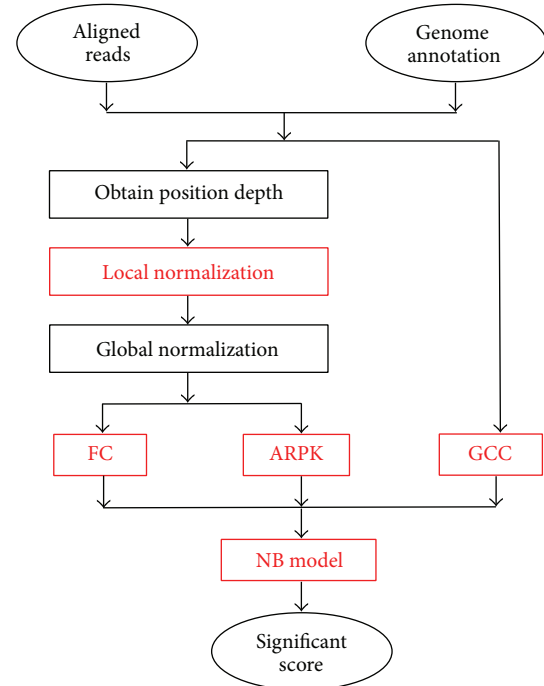 Aligned
reads
Genome
annotation
Obtain position depth
Local normalization
Global normalization
FC
ARPK
GCC
NB model
Significant
score